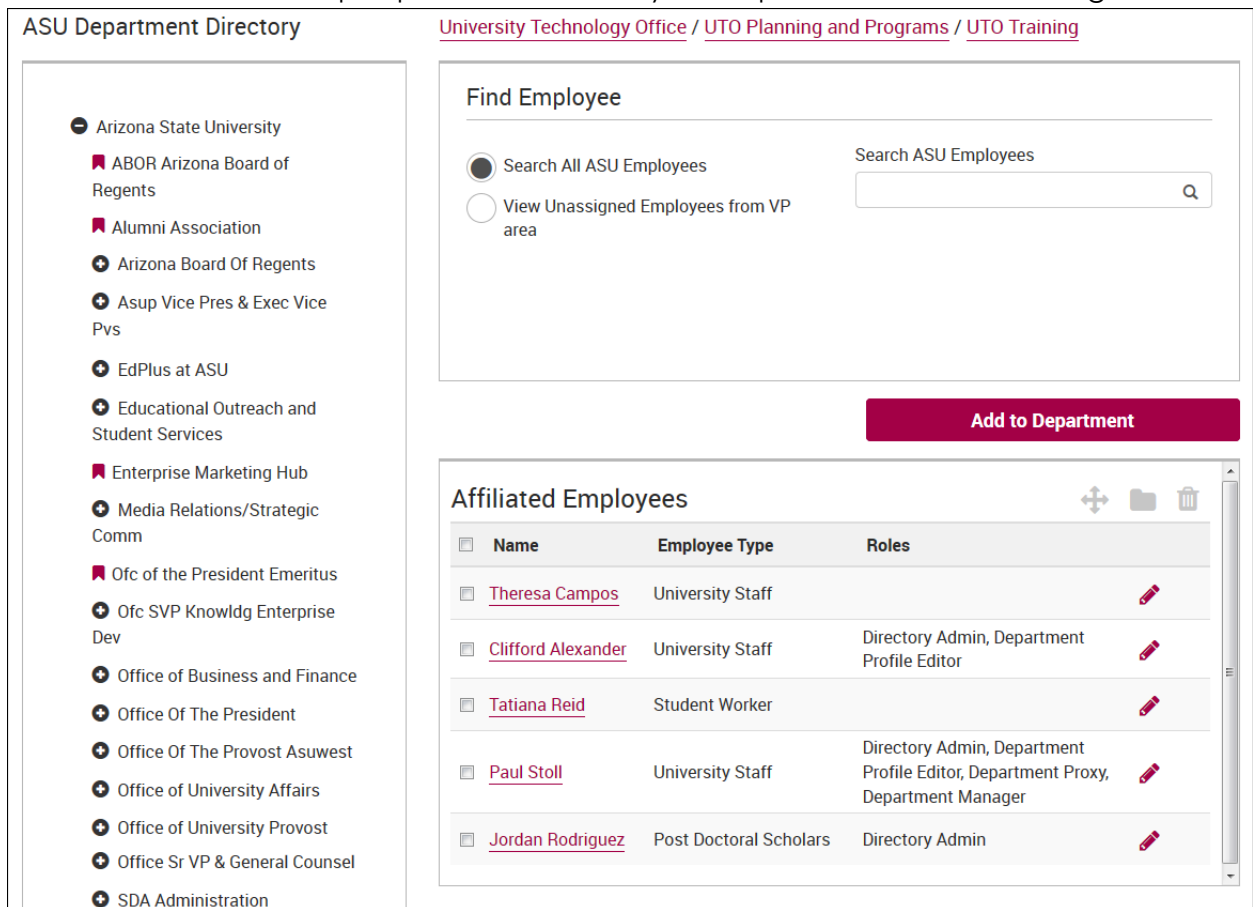 ASU Department Directory
University Technology Office / UTO Planning and Programs / UTO Training
Arizona State University
ABOR Arizona Board of
Regents
Alumni Association
Arizona Board Of Regents
Asup Vice Pres & Exec Vice
Pvs
EdPlus at ASU
Educational Outreach and
Student Services
Enterprise Marketing Hub
Media Relations/Strategic
Comm
Ofc of the President Emeritus
Ofc SVP Knowldg Enterprise
Dev
Office of Business and Finance
Office Of The President
Office Of The Provost Asuwest
Office of University Affairs
Office of University Provost
Office Sr VP & General Counsel
SDA Administration
Find Employee
Search All ASU Employees
View Unassigned Employees from VP
area
Search ASU Employees
Add to Department
Affiliated Employees
Name Employee Type Roles
Theresa Campos University Staff
Clifford Alexander University Staff Directory Admin, Department
Profile Editor
Tatiana Reid Student Worker
Paul Stoll University Staff Directory Admin, Department
Profile Editor, Department Proxy,
Department Manager
Jordan Rodriguez Post Doctoral Scholars Directory Admin